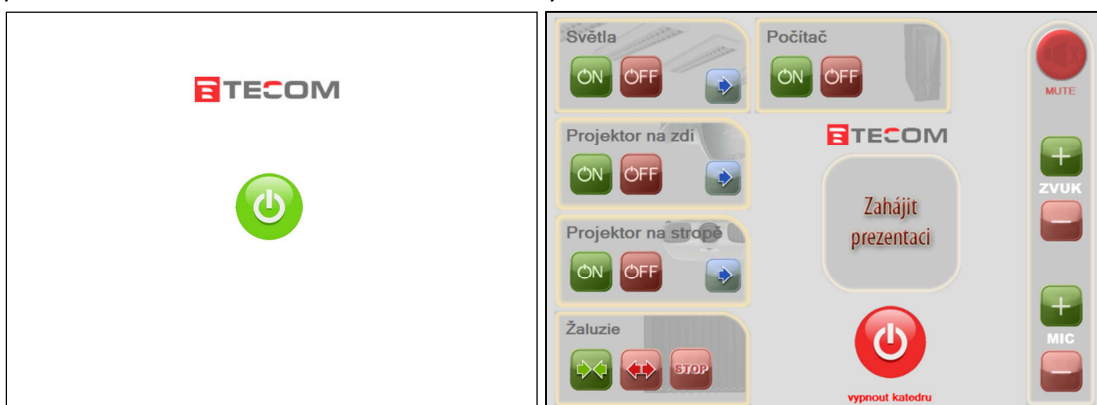 TECOM
Světla
ON OFF
Počítač
ON OFF
MUTE
Projektor na zdi
ON OFF
TECOM
ZVUK
Zahájit
prezentaci
Projektor na stropě
ON OFF
Žaluzie
STOP
MIC
vypnout katedru